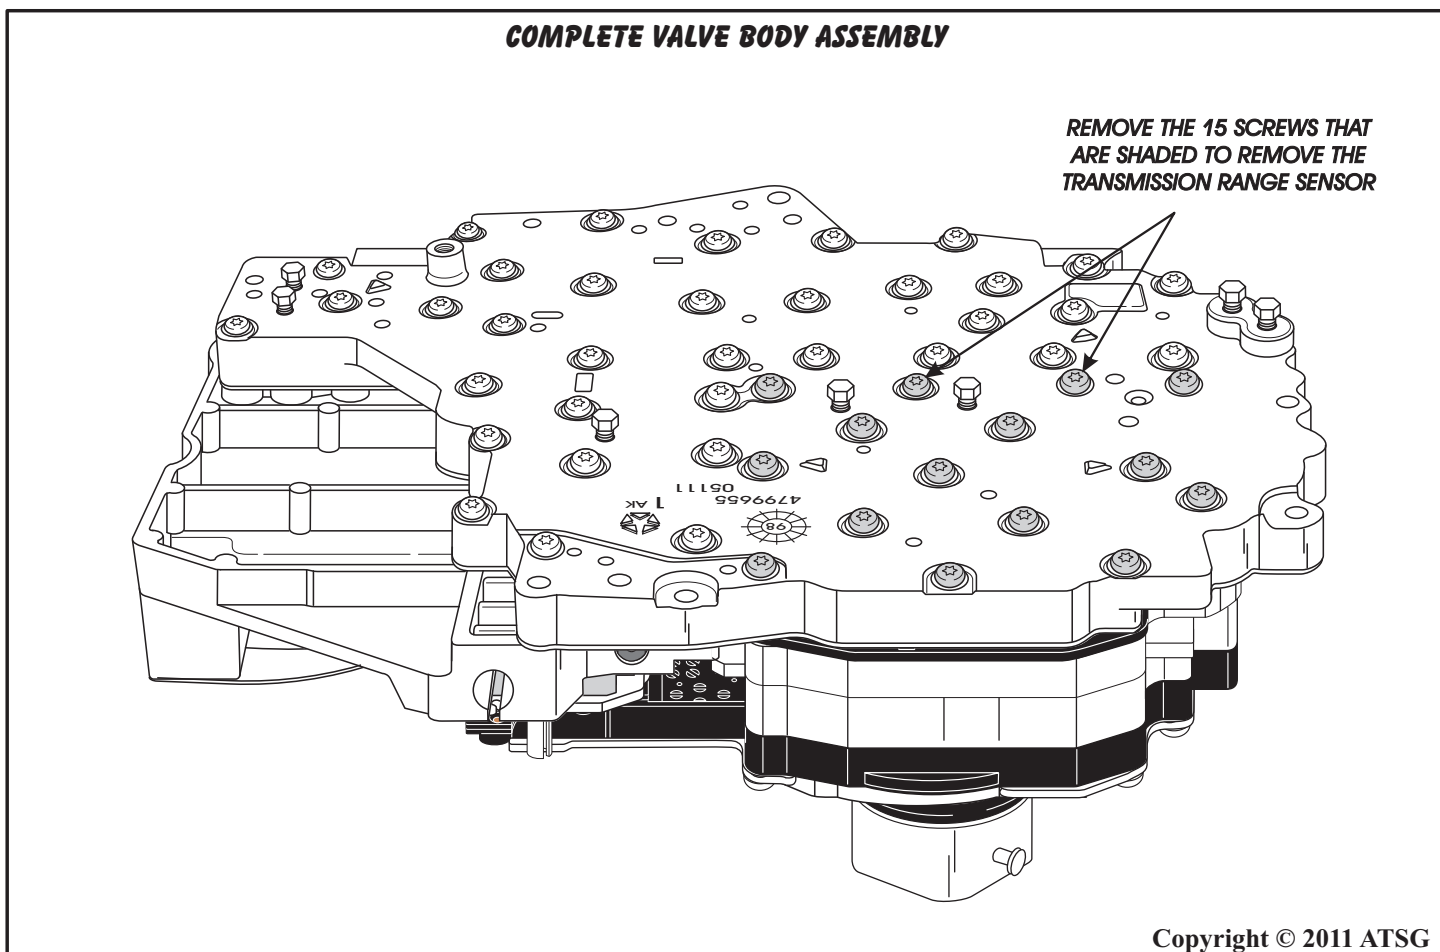 COMPLETE VALVE BODY ASSEMBLY
REMOVE THE 15 SCREWS THAT
ARE SHADED TO REMOVE THE
TRANSMISSION RANGE SENSOR
05111
4799655
1 AK
98
Copyright © 2011 ATSG